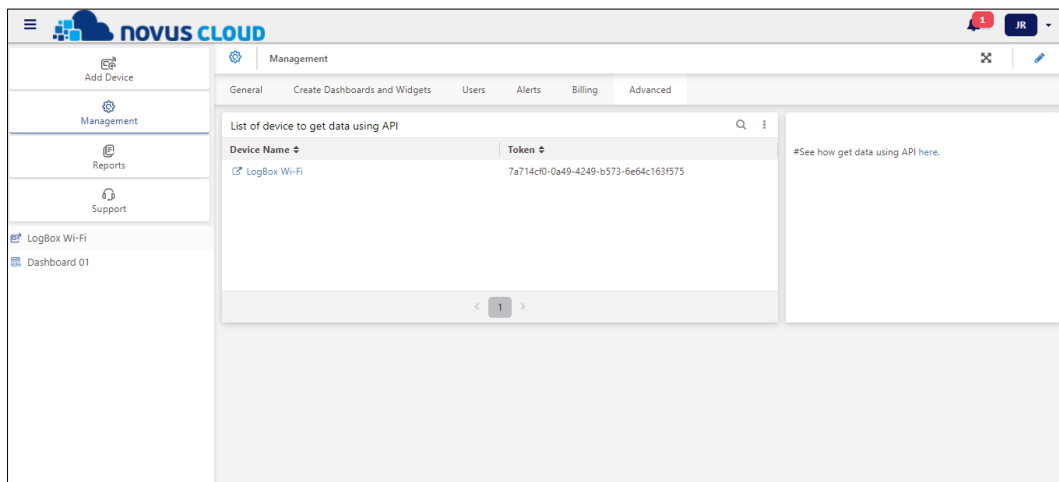 NOVUS CLOUD
1
JR
Add Device
Management
Reports
Support
LogBox Wi-Fi
Dashboard 01
Management
General Create Dashboards and Widgets Users Alerts Billing Advanced
List of device to get data using API
Device Name Token
LogBox Wi-Fi 7a714cf0-0a49-4249-b573-6e64c163f575
1
#See how get data using API here.